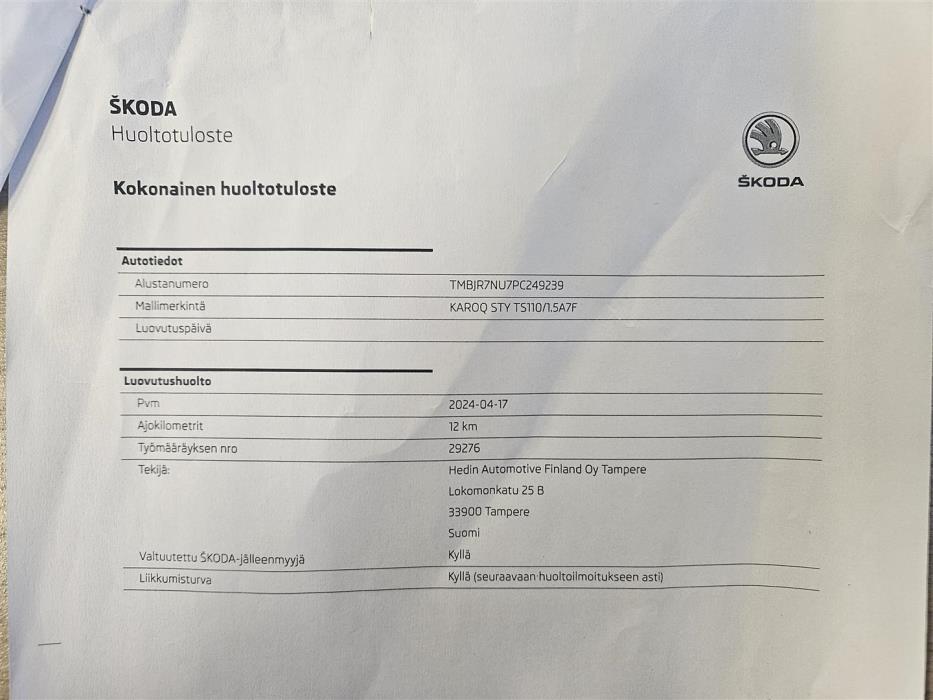 ŠKODA
Huoltotuloste
ŠKODA
Kokonainen huoltotuloste
Autotiedot
Alustanumero TMBJR7NU7PC249239
Mallimerkintä KAROQ STY TS110/1.5A7F
Luovutuspäivä
Luovutushuolto
Pvm 2024-04-17
Ajokilometrit 12 km
Työmääräyksen nro 29276
Tekijä: Hedin Automotive Finland Oy Tampere
Lokomonkatu 25 B
33900 Tampere
Suomi
Valtuutettu ŠKODA-jälleenmyyjä Kyllä
Liikkumisturva Kyllä (seuraavaan huoltoilmoitukseen asti)